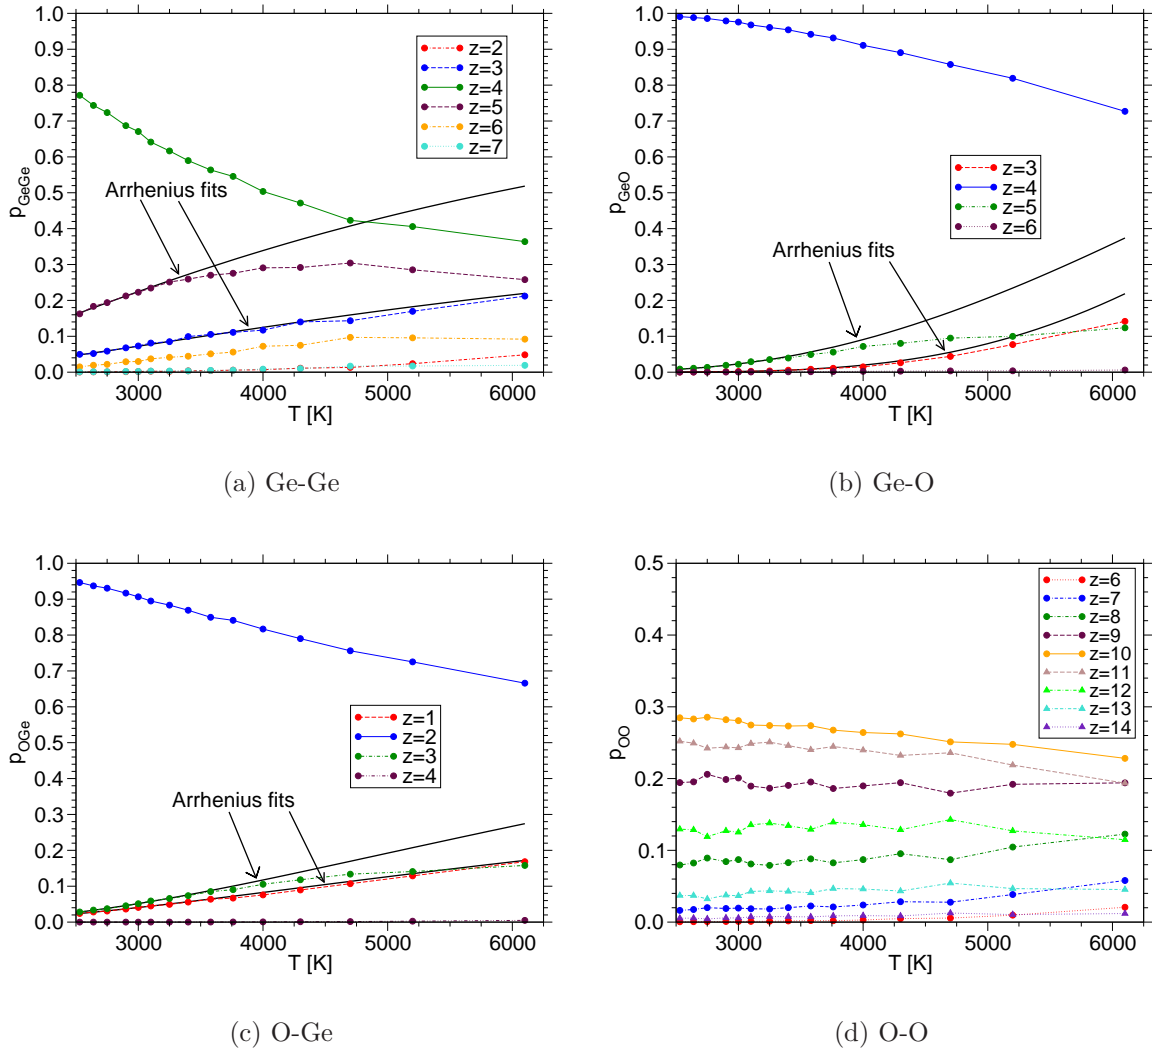 1.0
0.9
0.8
0.7
0.6
0.5
0.4
0.3
0.2
0.1
0.0
pGeGe
z=2
z=3
z=4
z=5
z=6
z=7
Arrhenius fits
3000 4000 5000 6000
T [K]
(a) Ge-Ge
1.0
0.9
0.8
0.7
0.6
0.5
0.4
0.3
0.2
0.1
0.0
pGeO
z=3
z=4
z=5
z=6
Arrhenius fits
3000 4000 5000 6000
T [K]
(b) Ge-O
1.0
0.9
0.8
0.7
0.6
0.5
0.4
0.3
0.2
0.1
0.0
pOGe
z=1
z=2
z=3
z=4
Arrhenius fits
3000 4000 5000 6000
T [K]
(c) O-Ge
0.5
0.4
0.3
0.2
0.1
0.0
pOO
z=6
z=7
z=8
z=9
z=10
z=11
z=12
z=13
z=14
3000 4000 5000 6000
T [K]
(d) O-O